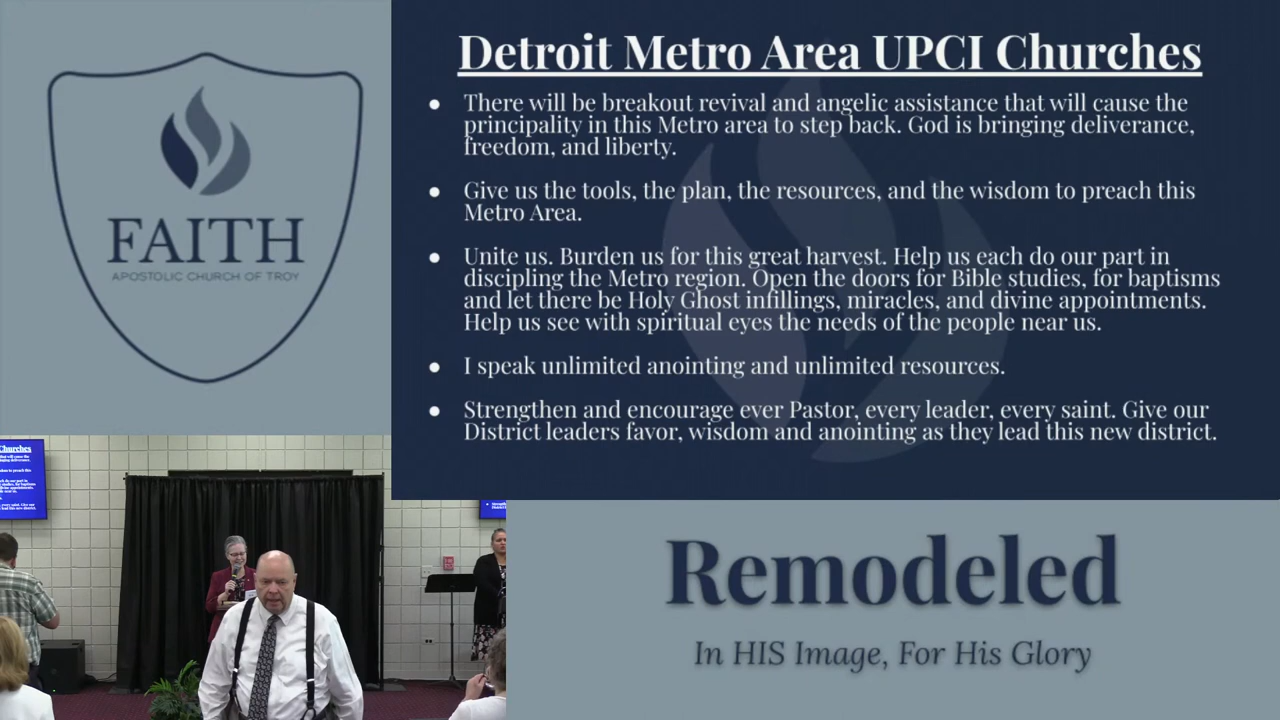 FAITH
APOSTOLIC CHURCH OF TROY
Detroit Metro Area UPCI Churches
● There will be breakout revival and angelic assistance that will cause the
principality in this Metro area to step back. God is bringing deliverance,
freedom, and liberty.
● Give us the tools, the plan, the resources, and the wisdom to preach this
Metro Area.
● Unite us. Burden us for this great harvest. Help us each do our part in
discipling the Metro region. Open the doors for Bible studies, for baptisms
and let there be Holy Ghost infillings, miracles, and divine appointments.
Help us see with spiritual eyes the needs of the people near us.
● I speak unlimited anointing and unlimited resources.
● Strengthen and encourage ever Pastor, every leader, every saint. Give our
District leaders favor, wisdom and anointing as they lead this new district.
Churches
Remodeled
In HIS Image, For His Glory